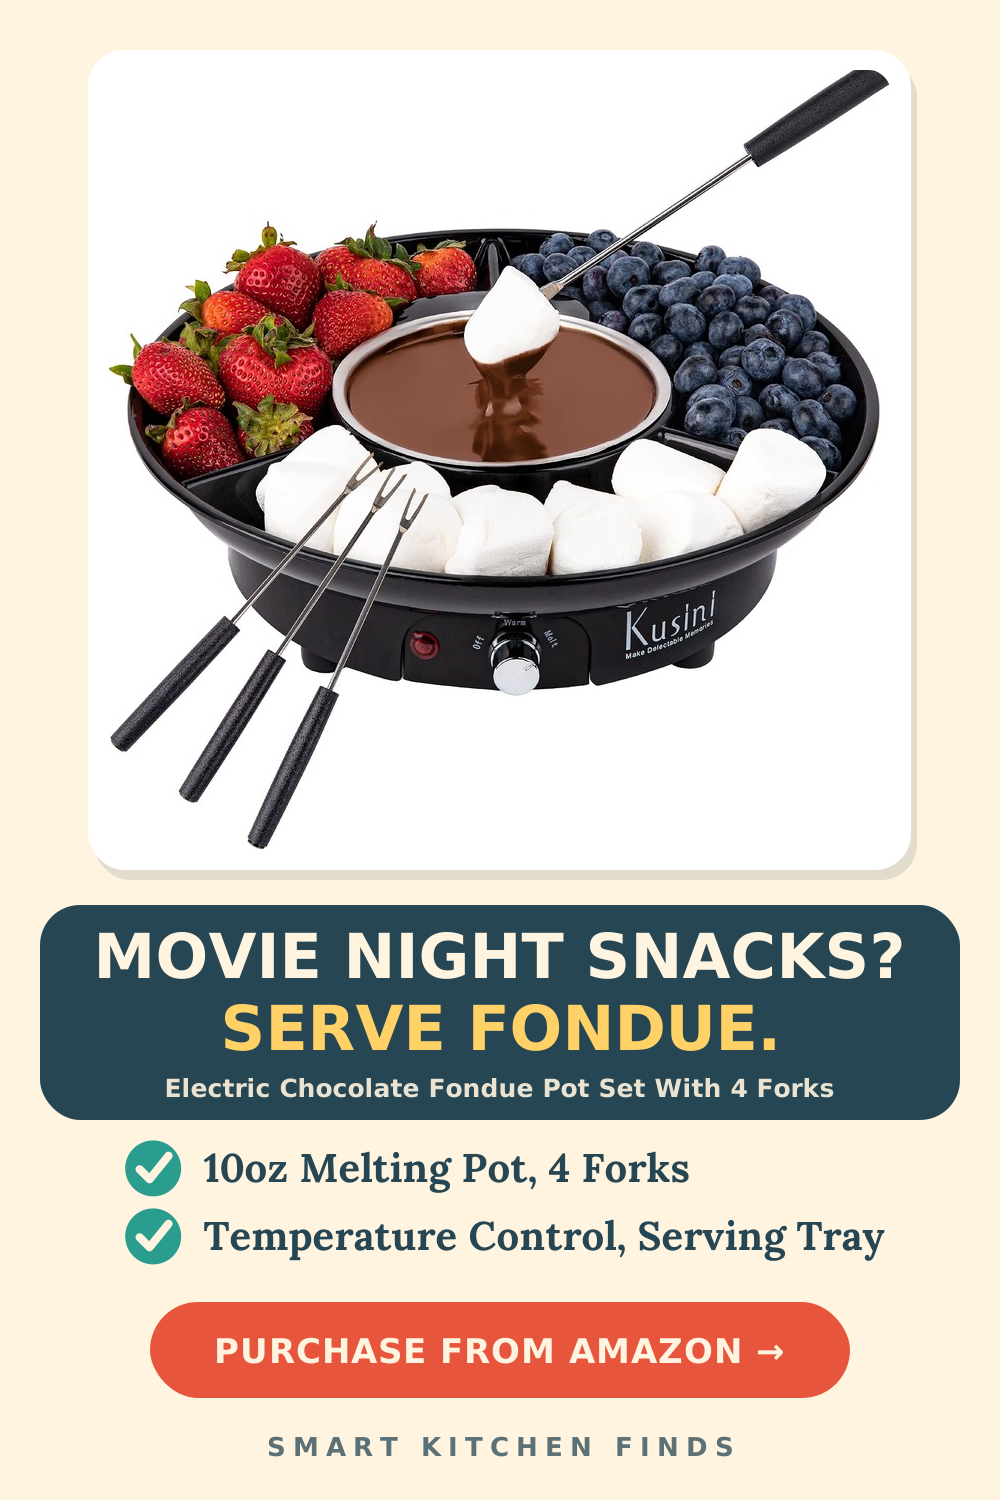 Off
Warm
Melt
Kusini
Make Delectable Memories
MOVIE NIGHT SNACKS?
SERVE FONDUE.
Electric Chocolate Fondue Pot Set With 4 Forks
10oz Melting Pot, 4 Forks
Temperature Control, Serving Tray
PURCHASE FROM AMAZON →
SMART KITCHEN FINDS